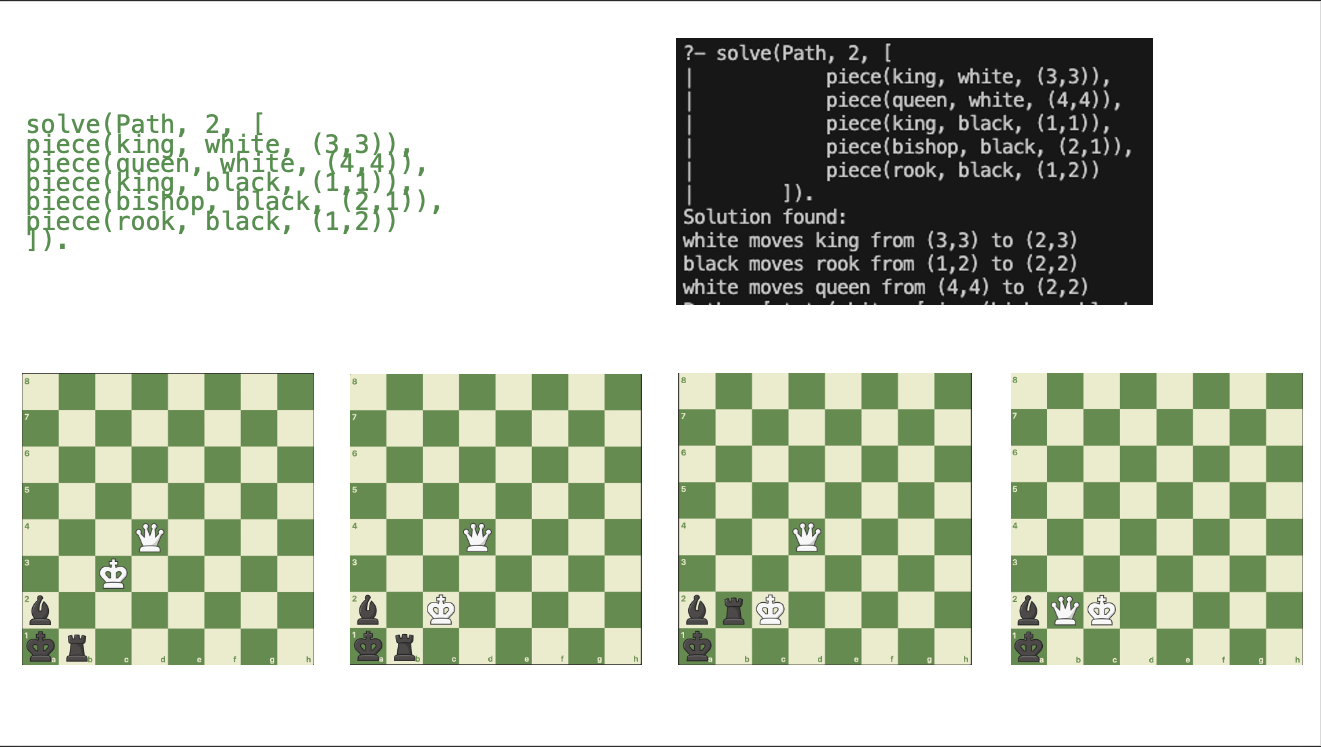 solve(Path, 2, [
piece(king, white, (3,3)),
piece(queen, white, (4,4)),
piece(king, black, (1,1)),
piece(bishop, black, (2,1)),
piece(rook, black, (1,2))
]).
?- solve(Path, 2, [
|            piece(king, white, (3,3)),
|            piece(queen, white, (4,4)),
|            piece(king, black, (1,1)),
|            piece(bishop, black, (2,1)),
|            piece(rook, black, (1,2))
|        ]).
Solution found:
white moves king from (3,3) to (2,3)
black moves rook from (1,2) to (2,2)
white moves queen from (4,4) to (2,2)
8
7
6
5
4
3
2
1
a b c d e f g h
8
7
6
5
4
3
2
1
a b c d e f g h
8
7
6
5
4
3
2
1
a b c d e f g h
8
7
6
5
4
3
2
1
a b c d e f g h